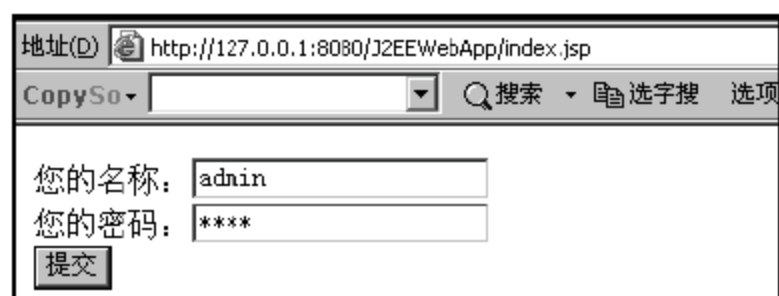 地址(D) http://127.0.0.1:8080/J2EEWebApp/index.jsp
CopySo 搜索 选字搜 选项
您的名称：admin
您的密码：****
提交